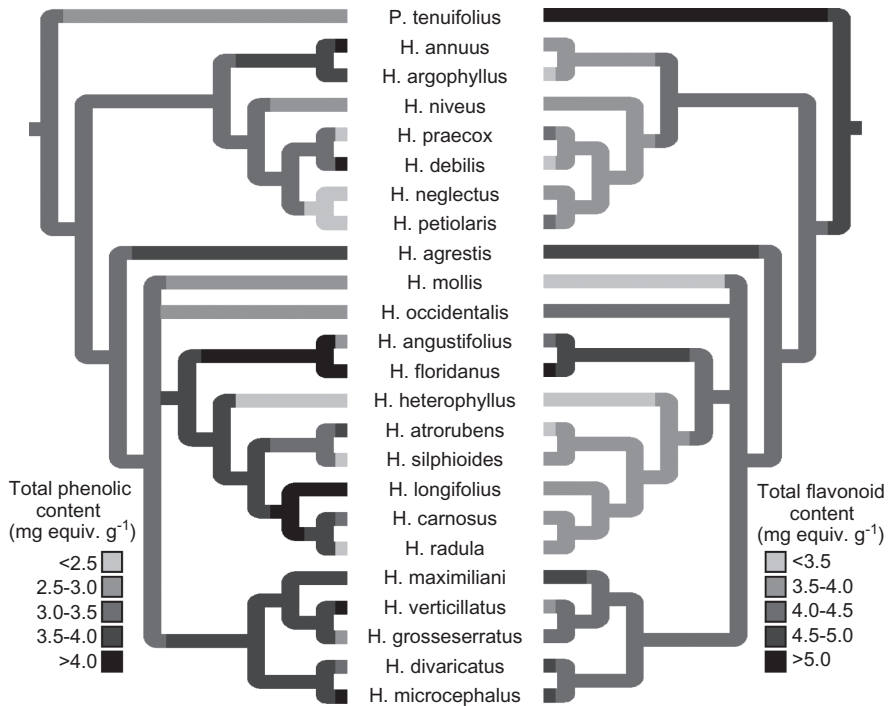 P. tenuifolius
H. annuus
H. argophyllus
H. niveus
H. praecox
H. debilis
H. neglectus
H. petiolaris
H. agrestis
H. mollis
H. occidentalis
H. angustifolius
H. floridanus
H. heterophyllus
H. atrorubens
H. silphioides
H. longifolius
H. carnosus
H. radula
H. maximiliani
H. verticillatus
H. grosseserratus
H. divaricatus
H. microcephalus
Total phenolic
content
(mg equiv. g⁻¹)
<2.5
2.5-3.0
3.0-3.5
3.5-4.0
>4.0
Total flavonoid
content
(mg equiv. g⁻¹)
<3.5
3.5-4.0
4.0-4.5
4.5-5.0
>5.0